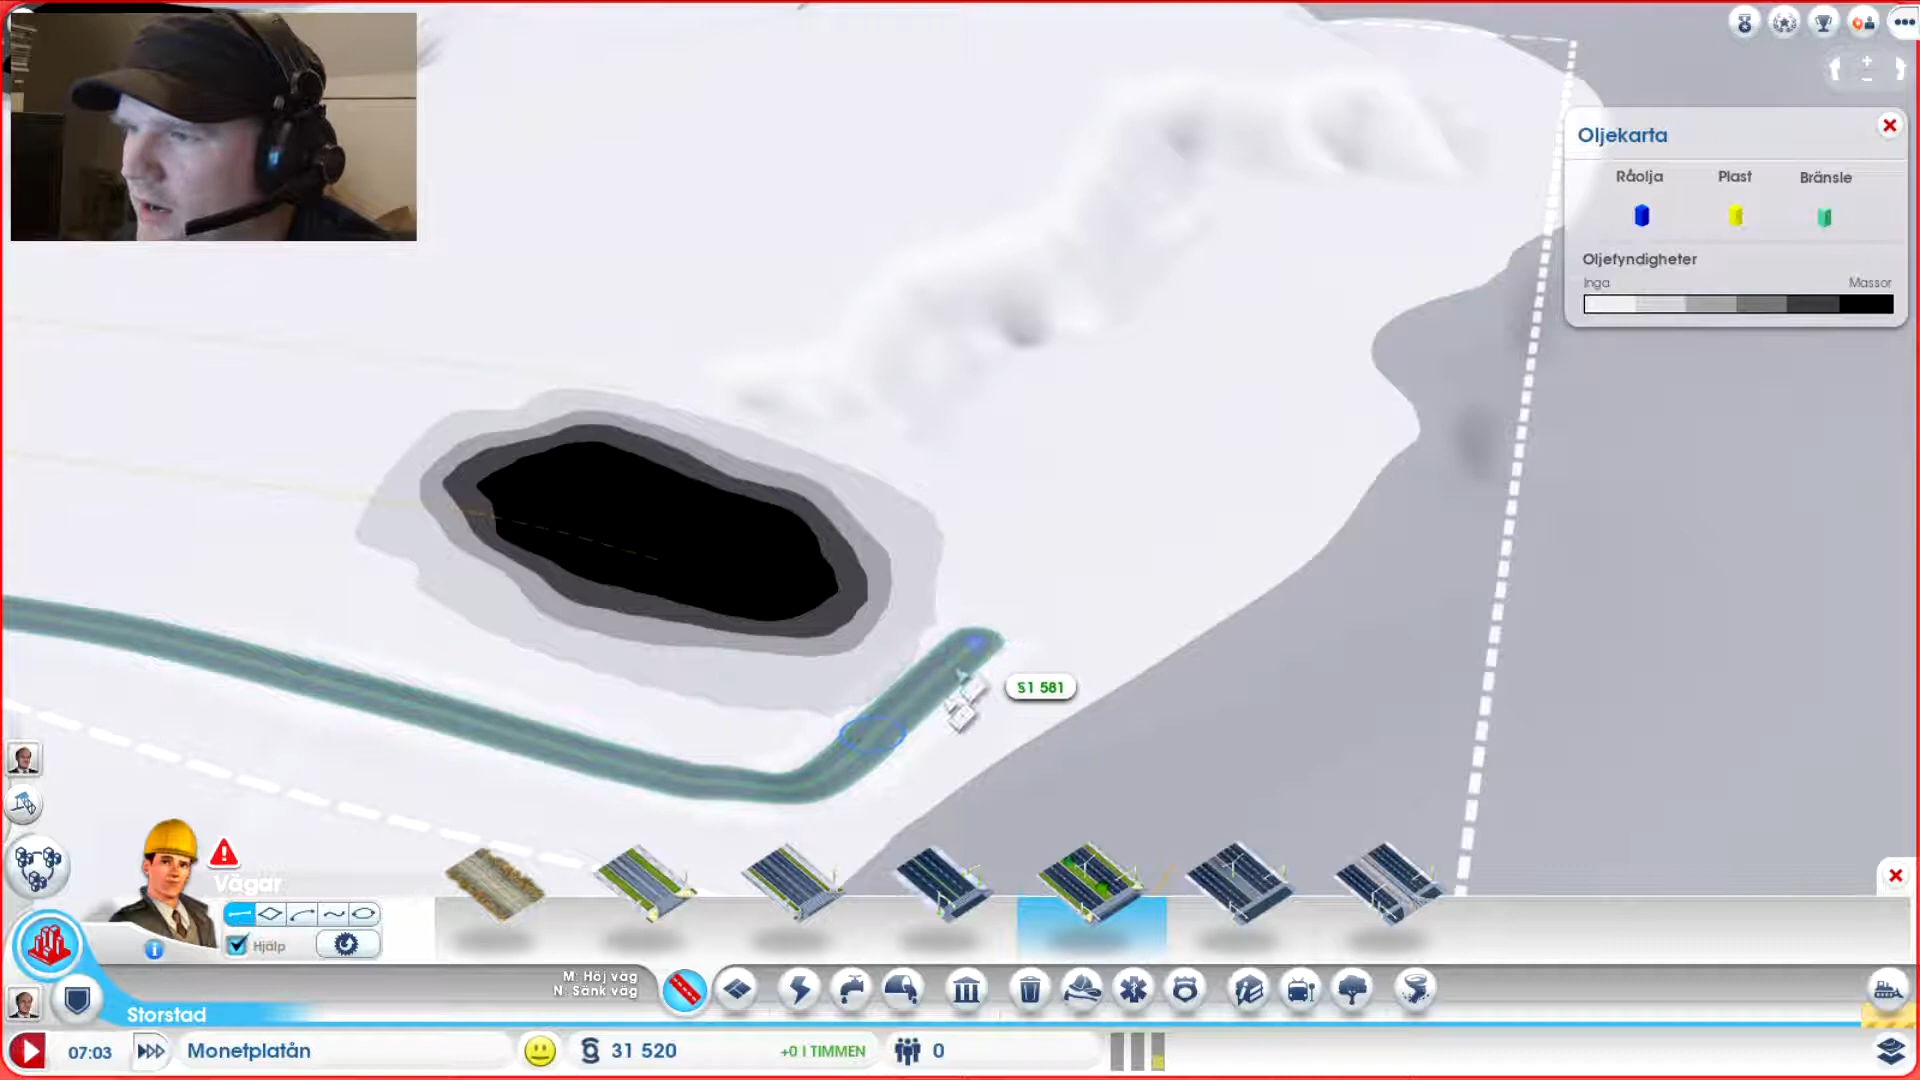 Oljekarta
Råolja
Plast
Bränsle
Oljefyndigheter
Inga
Massor
§1 581
Vägar
Hjälp
M: Höj väg
N: Sänk väg
Storstad
07:03
Monetplatån
31 520
+0 I TIMMEN
0